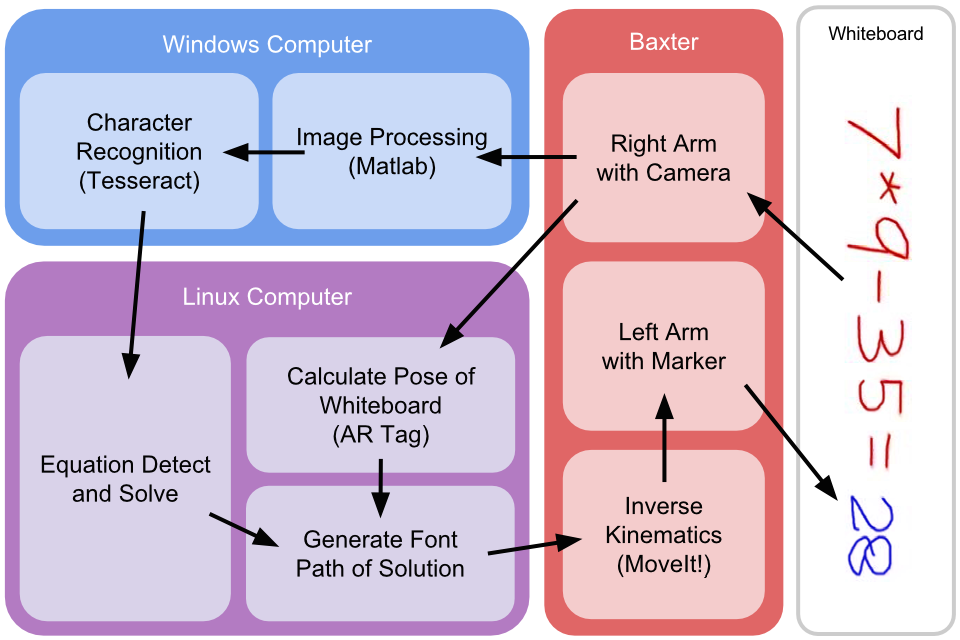 Windows Computer
Character
Recognition
(Tesseract)
Image Processing
(Matlab)
Linux Computer
Equation Detect
and Solve
Calculate Pose of
Whiteboard
(AR Tag)
Generate Font
Path of Solution
Baxter
Right Arm
with Camera
Left Arm
with Marker
Inverse
Kinematics
(MoveIt!)
Whiteboard
7*9-35=28